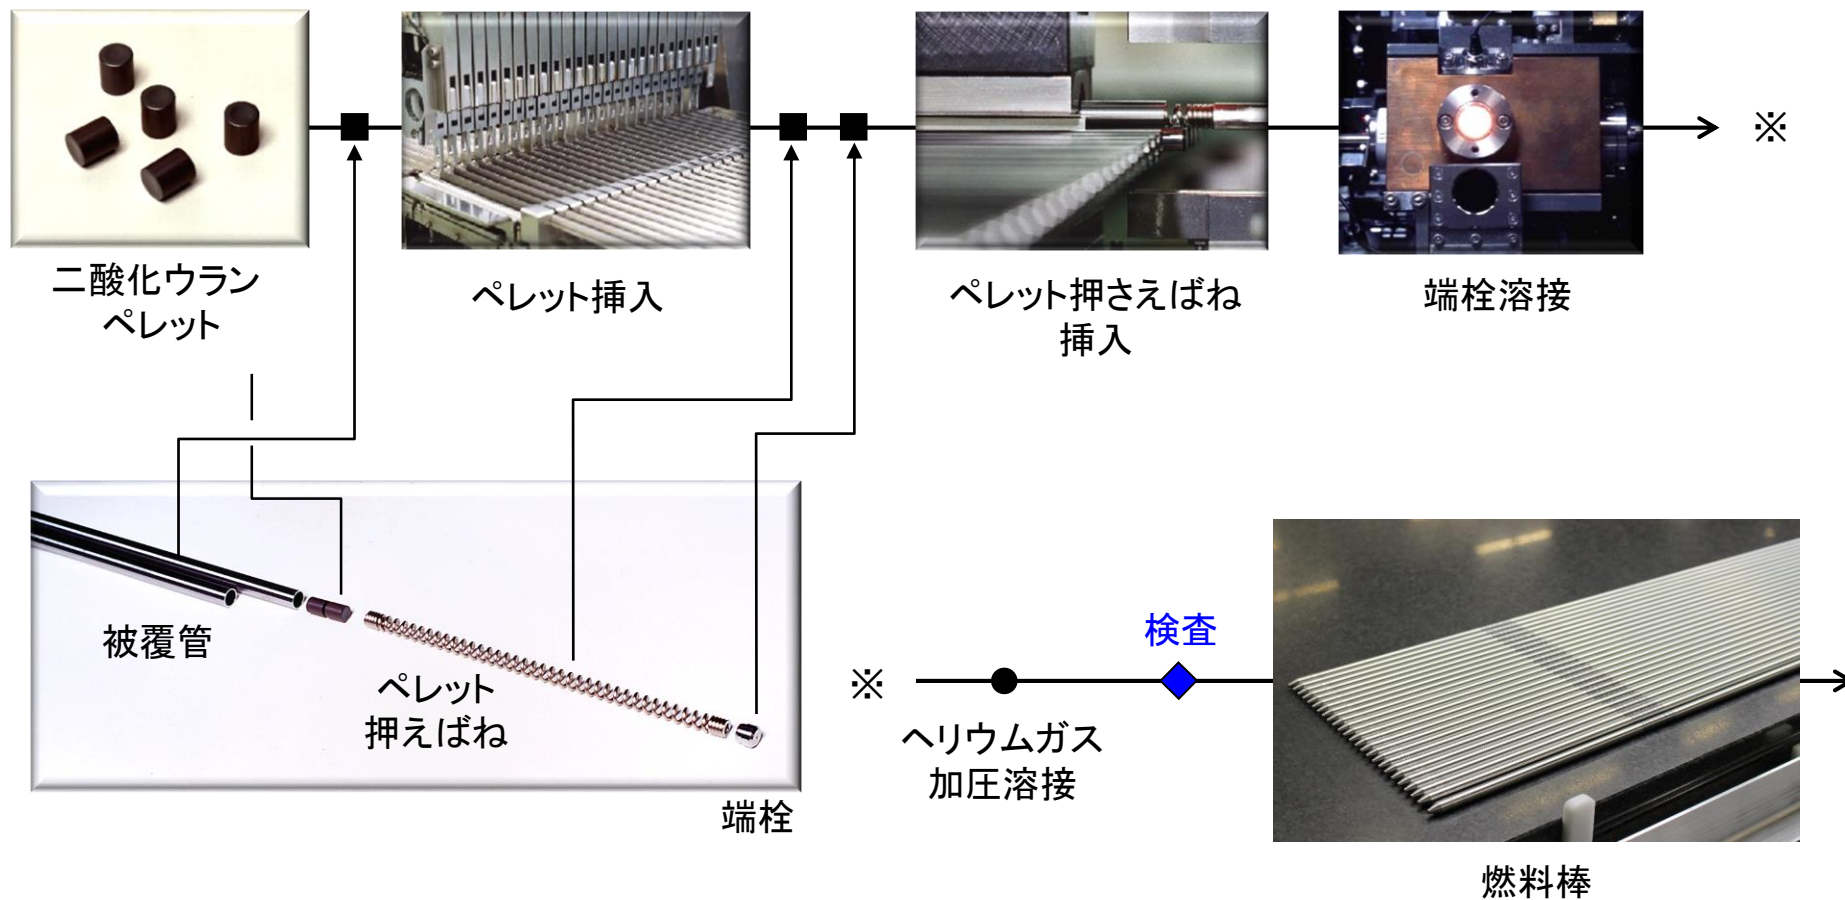 二酸化ウラン
ペレット
ペレット挿入
ペレット押さえばね
挿入
端栓溶接
※
被覆管
ペレット
押えばね
端栓
※
ヘリウムガス
加圧溶接
検査
燃料棒